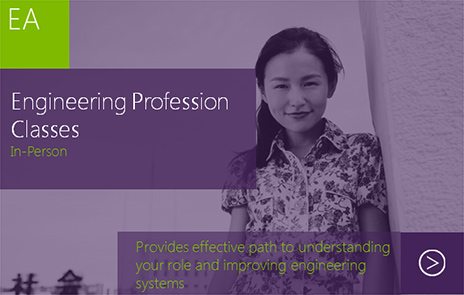 EA
Engineering Profession
Classes
In-Person
Provides effective path to understanding
your role and improving engineering
systems